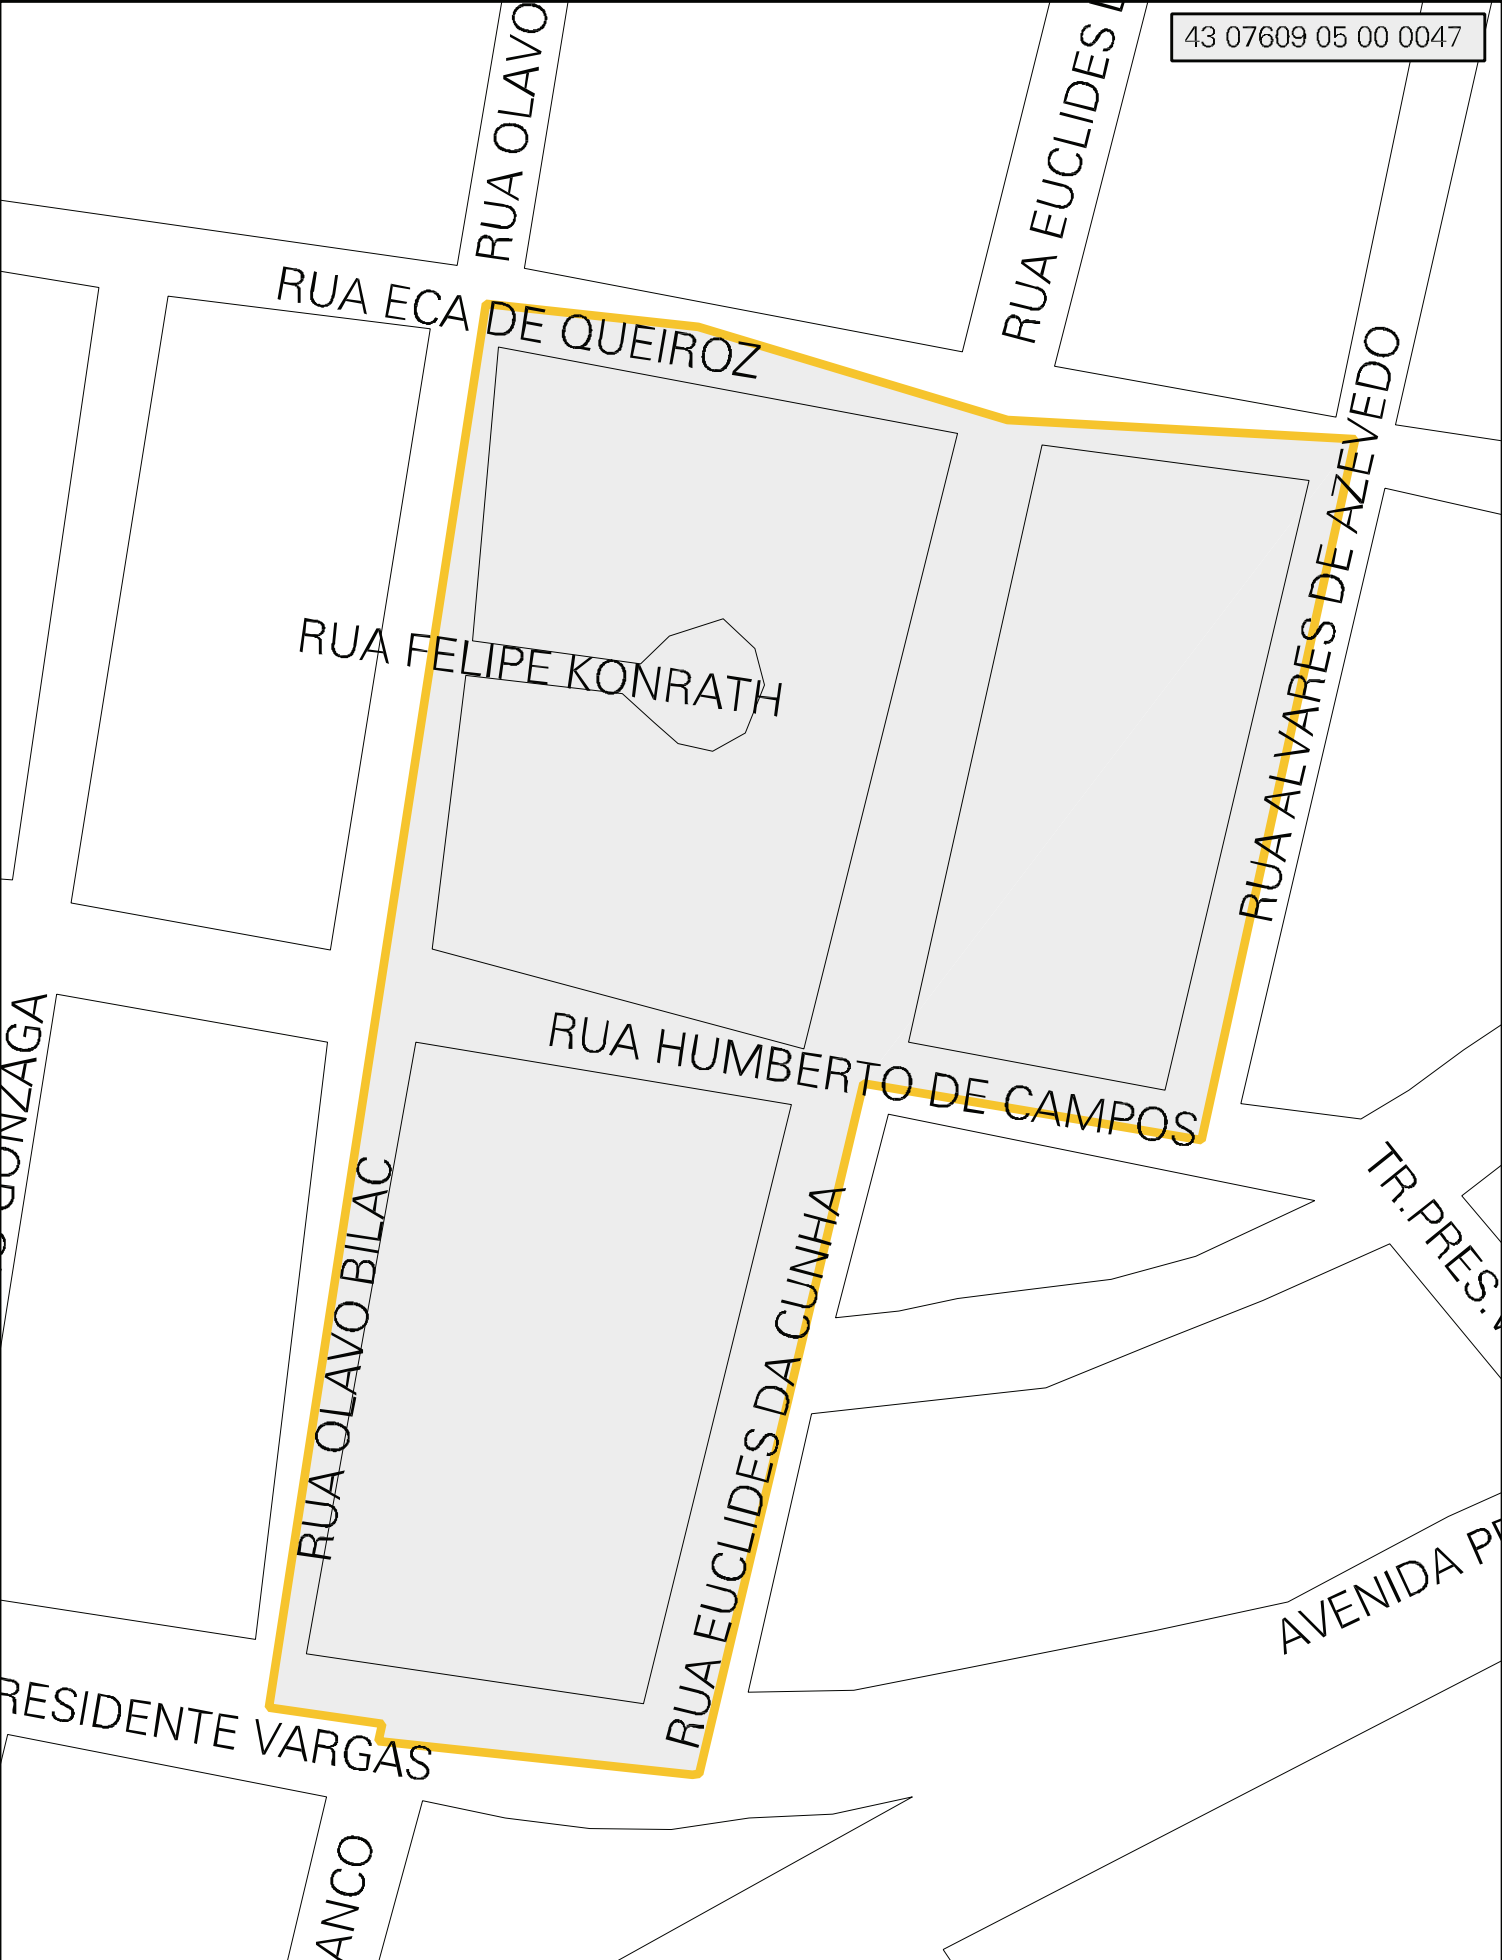 43 07609 05 00 0047
RUA OLAVO
RUA EUCLIDES
RUA ECA DE QUEIROZ
RUA ALVARES DE AZEVEDO
RUA FELIPE KONRATH
GONZAGA
RUA HUMBERTO DE CAMPOS
TR.PRES.
RUA OLAVO BILAC
RUA EUCLIDES DA CUNHA
AVENIDA
RESIDENTE VARGAS
ANCO